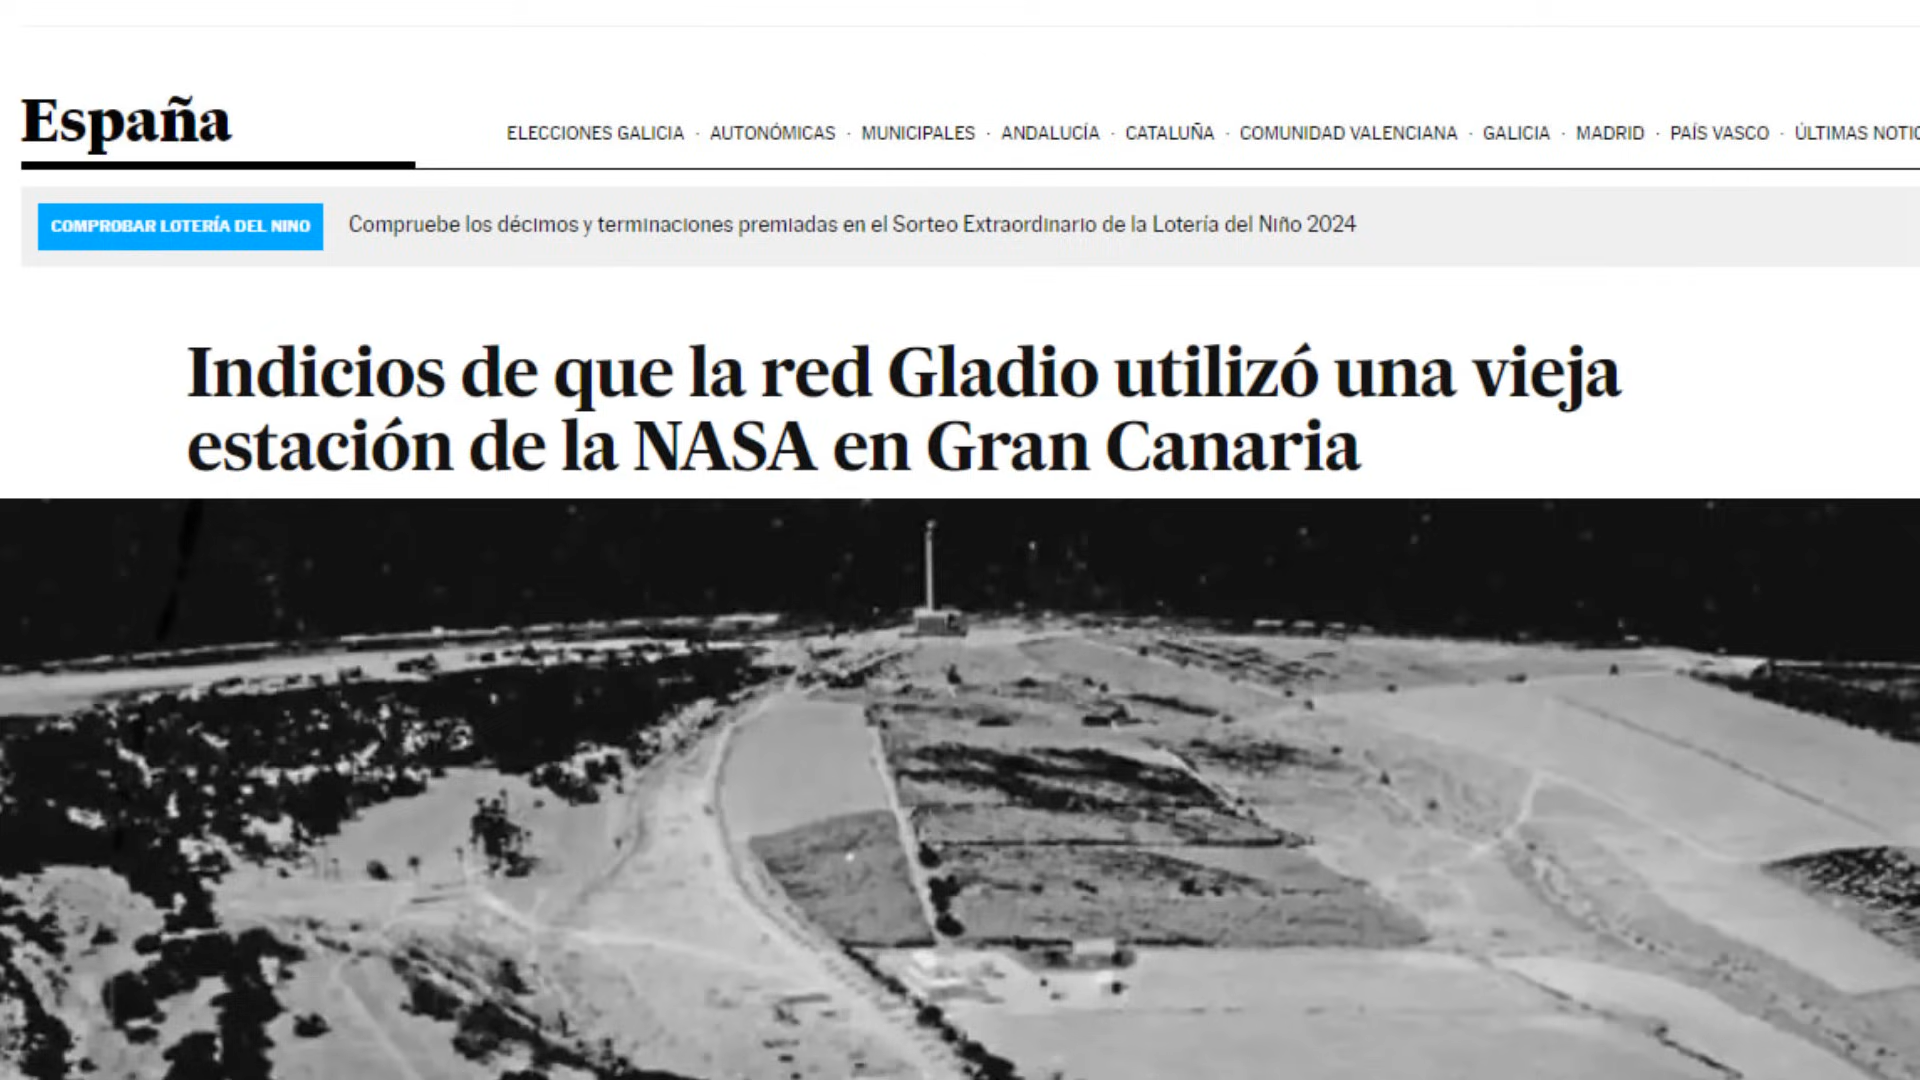 España
ELECCIONES GALICIA · AUTONÓMICAS · MUNICIPALES · ANDALUCÍA · CATALUÑA · COMUNIDAD VALENCIANA · GALICIA · MADRID · PAÍS VASCO · ÚLTIMAS NOTIC
COMPROBAR LOTERÍA DEL NINO Compruebe los décimos y terminaciones premiadas en el Sorteo Extraordinario de la Lotería del Niño 2024
Indicios de que la red Gladio utilizó una vieja
estación de la NASA en Gran Canaria